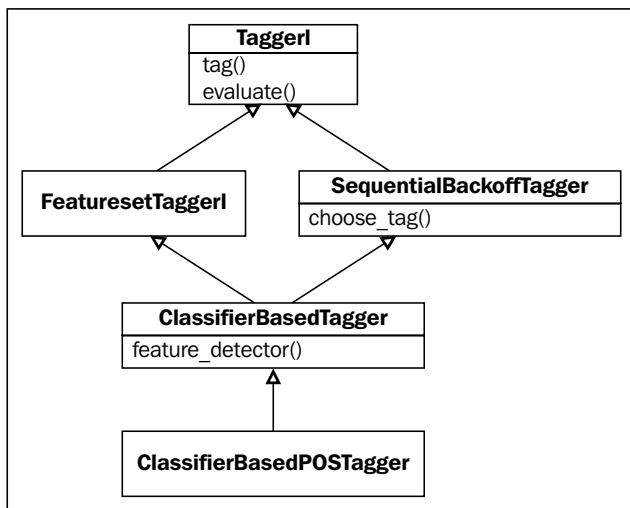 TaggerI
tag()
evaluate()
FeaturesetTaggerI
SequentialBackoffTagger
choose_tag()
ClassifierBasedTagger
feature_detector()
ClassifierBasedPOSTagger